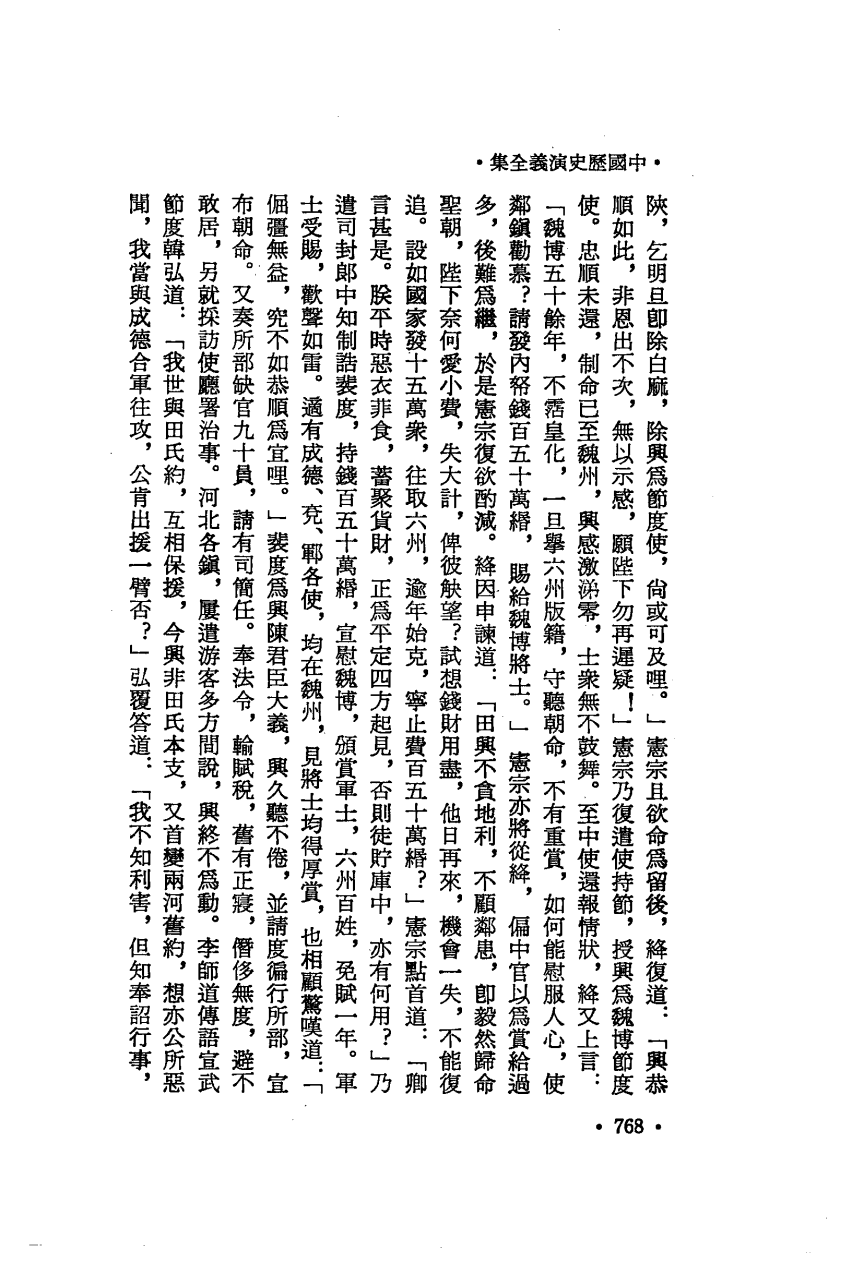 •中國歷史演義全集•
陝，乞明旦卽除白麻，除興爲節度使，尙或可及哩。」憲宗且欲命爲留後，絳復道：「興恭
順如此，非恩出不次，無以示感，願陛下勿再遲疑！」憲宗乃復遣使持節，授興爲魏博節度
使。忠順未還，制命已至魏州，興感激涕零，士衆無不鼓舞。至中使還報情狀，絳又上言：
「魏博五十餘年，不霑皇化，一旦擧六州版籍，守聽朝命，不有重賞，如何能慰服人心，使
鄰鎭勸慕？請發內帑錢百五十萬緡，賜給魏博將士。」憲宗亦將從絳，偏中官以爲賞給過
多，後難爲繼，於是憲宗復欲酌減。絳因申諫道：「田興不貪地利，不顧鄰患，卽毅然歸命
聖朝，陛下奈何愛小費，失大計，俾彼觖望？試想錢財用盡，他日再來，機會一失，不能復
追。設如國家發十五萬衆，往取六州，逾年始克，寧止費百五十萬緡？」憲宗點首道：「卿
言甚是。朕平時惡衣菲食，蓄聚貨財，正爲平定四方起見，否則徒貯庫中，亦有何用？」乃
遣司封郞中知制誥裴度，持錢百五十萬緡，宣慰魏博，頒賞軍士，六州百姓，免賦一年。軍
士受賜，歡聲如雷。適有成德、兗、鄆各使，均在魏州，見將士均得厚賞，也相顧驚嘆道：「
倔彊無益，究不如恭順爲宜哩。」裴度爲興陳君臣大義，興久聽不倦，並請度徧行所部，宣
布朝命。又奏所部缺官九十員，請有司簡任。奉法令，輸賦稅，舊有正寢，僭侈無度，避不
敢居，另就採訪使廳署治事。河北各鎭，屢遣游客多方間說，興終不爲動。李師道傳語宣武
節度韓弘道：「我世與田氏約，互相保援，今興非田氏本支，又首變兩河舊約，想亦公所惡
聞，我當與成德合軍往攻，公肯出援一臂否？」弘覆答道：「我不知利害，但知奉詔行事，
•768•